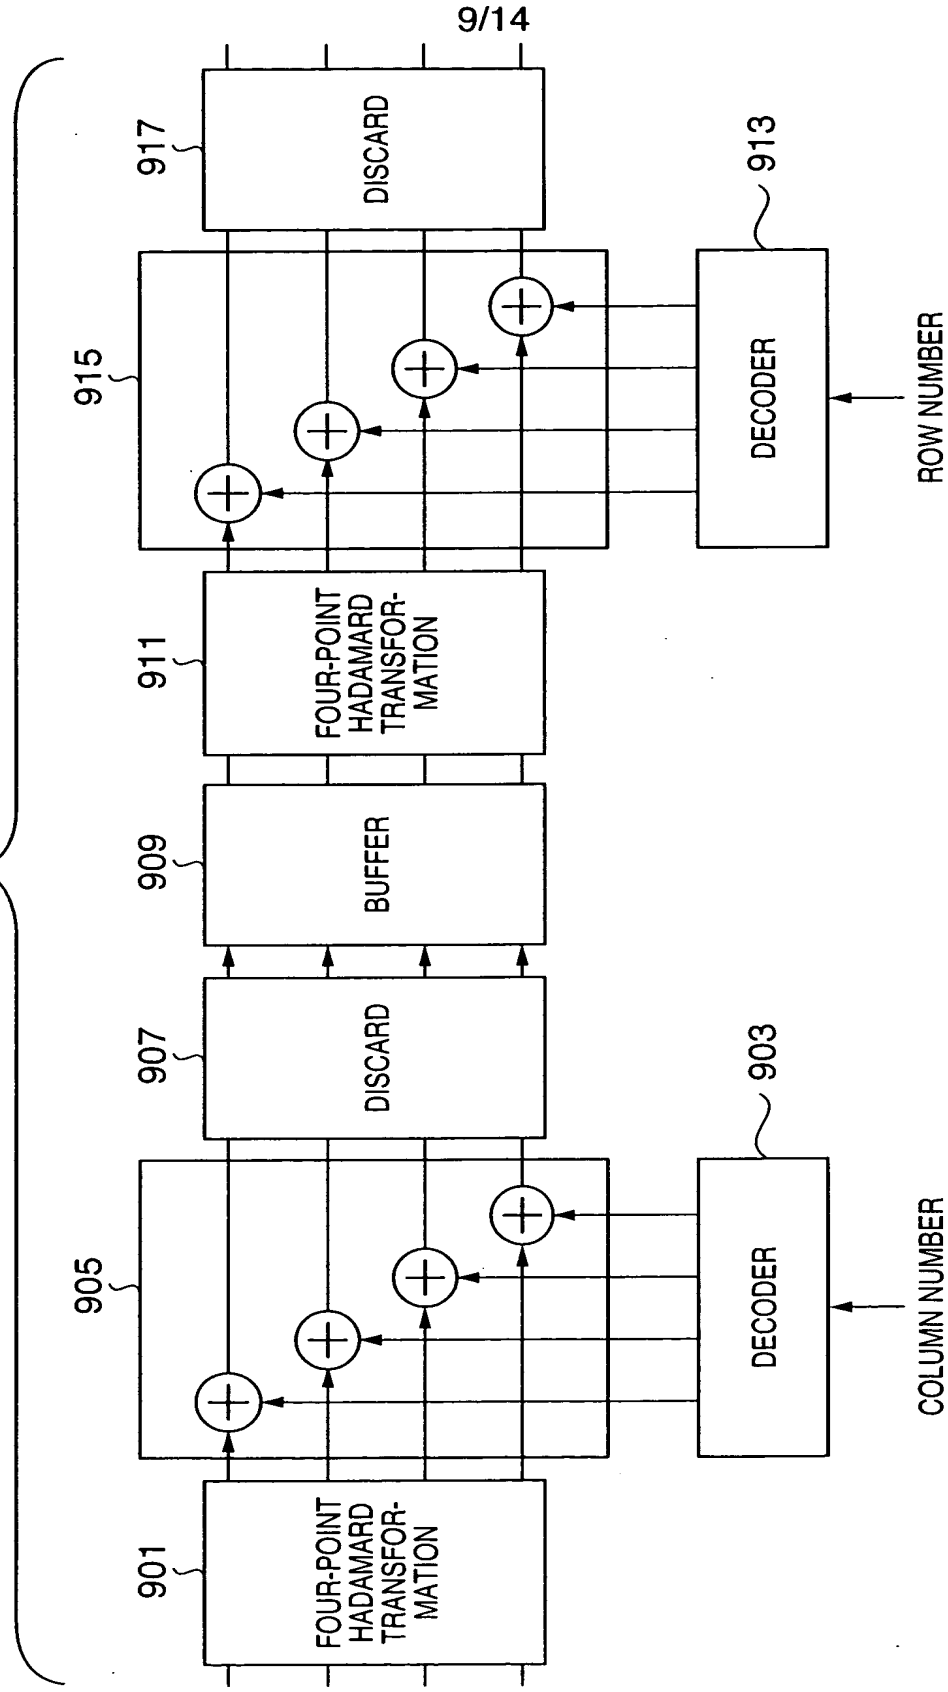 9/14
901
FOUR-POINT
HADAMARD
TRANSFOR-
MATION
905
907
DISCARD
909
BUFFER
911
FOUR-POINT
HADAMARD
TRANSFOR-
MATION
915
917
DISCARD
903
DECODER
COLUMN NUMBER
913
DECODER
ROW NUMBER